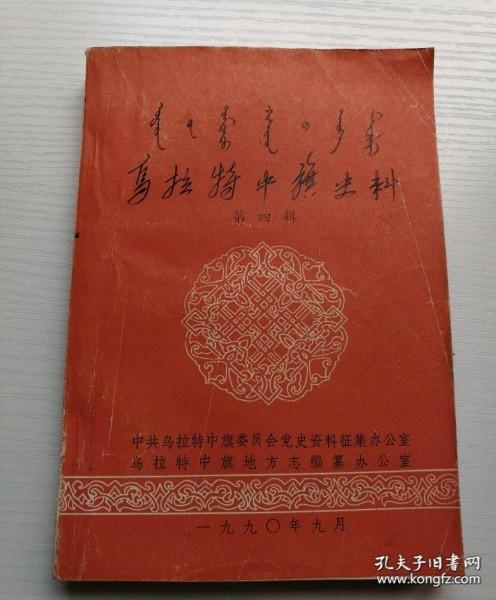 乌拉特中旗史料
第四辑
中共乌拉特中旗委员会党史资料征集办公室
乌拉特中旗地方志编纂办公室
一九九〇年九月
孔夫子旧书网
www.kongfz.com